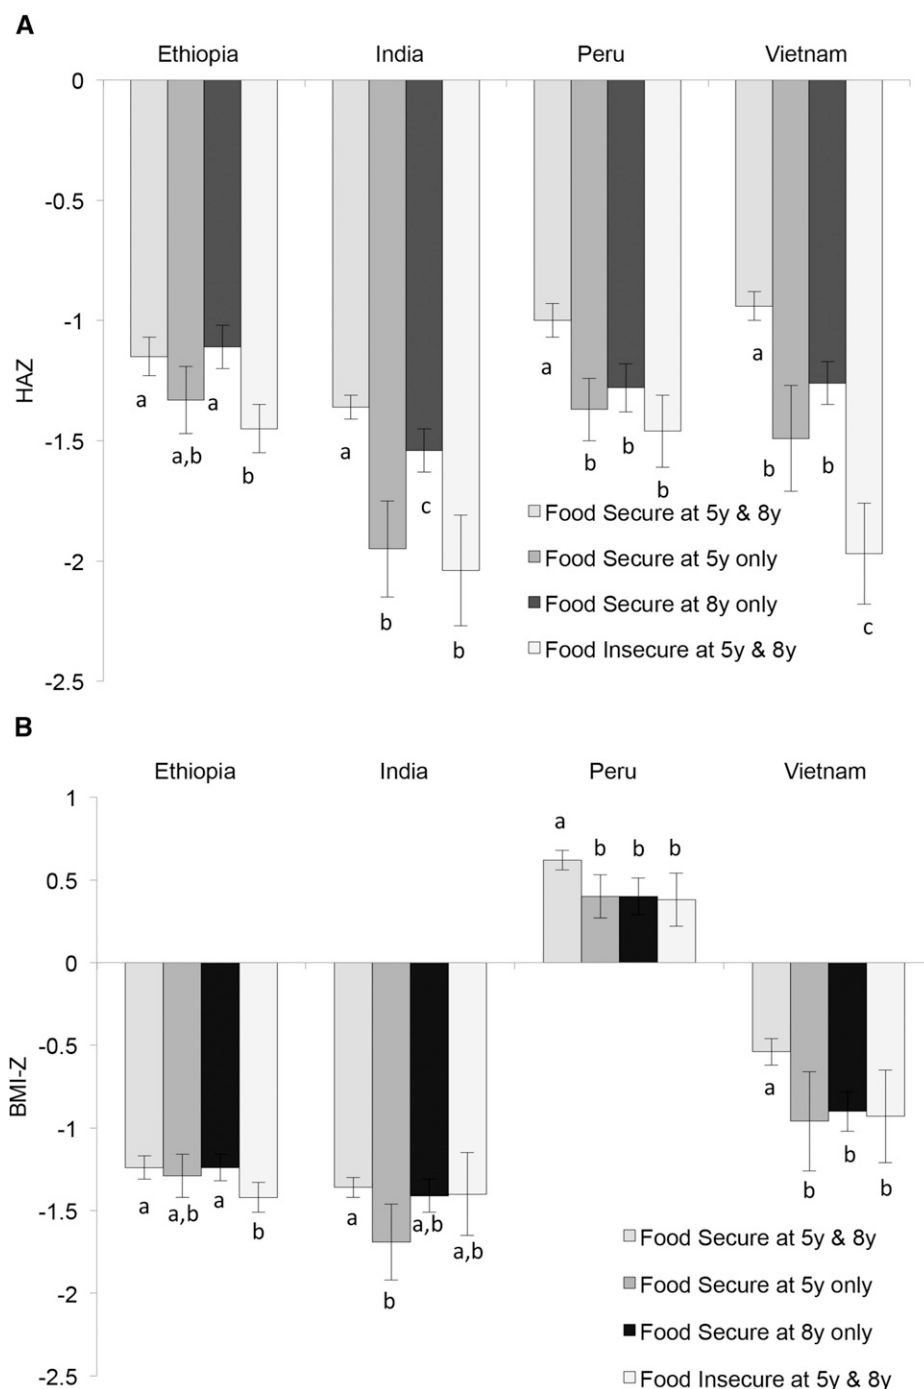 A
Ethiopia India Peru Vietnam
0
-0.5
-1
-1.5
-2
-2.5
HAZ
a a,b a b
a b c b
a b b b
a b b c
Food Secure at 5y & 8y
Food Secure at 5y only
Food Secure at 8y only
Food Insecure at 5y & 8y
B
Ethiopia India Peru Vietnam
1
0.5
0
-0.5
-1
-1.5
-2
-2.5
BMI-Z
a a,b a b
a b a,b a,b
a b b b
a b b b
Food Secure at 5y & 8y
Food Secure at 5y only
Food Secure at 8y only
Food Insecure at 5y & 8y